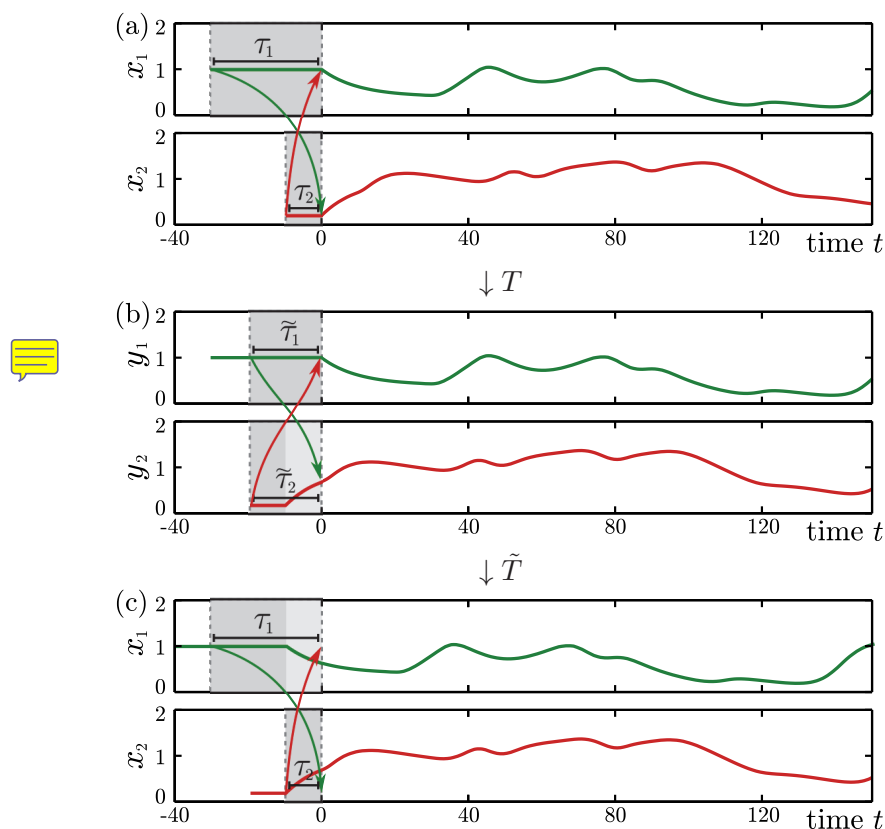 (a)
2
1
0
x₁
τ₁
2
1
0
x₂
τ₂
-40 0 40 80 120 time t
↓ T
(b)
2
1
0
y₁
τ̃₁
2
1
0
y₂
τ̃₂
-40 0 40 80 120 time t
↓ T̃
(c)
2
1
0
x₁
τ₁
2
1
0
x₂
τ₂
-40 0 40 80 120 time t